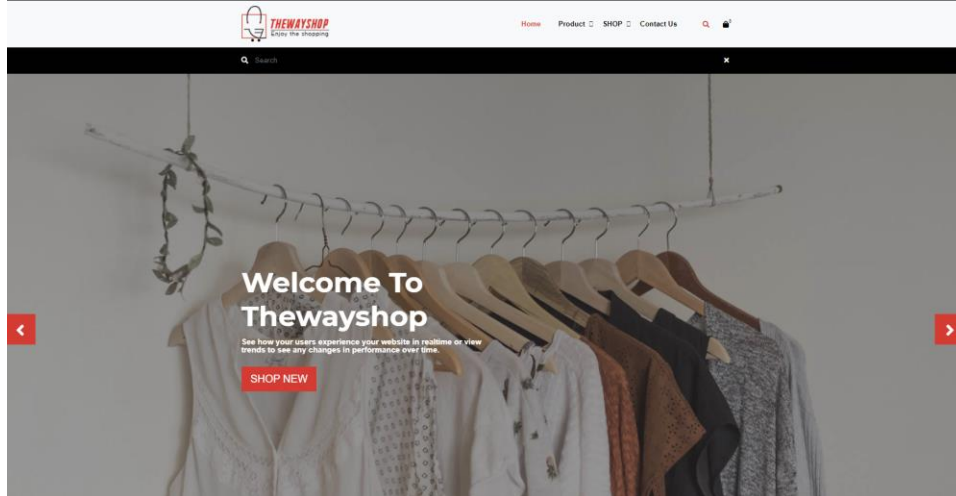 THEWAYSHOP
Enjoy the shopping
Home Product SHOP Contact Us 0
Search
Welcome To
Thewayshop
See how your users experience your website in realtime or view
trends to see any changes in performance over time.
SHOP NEW